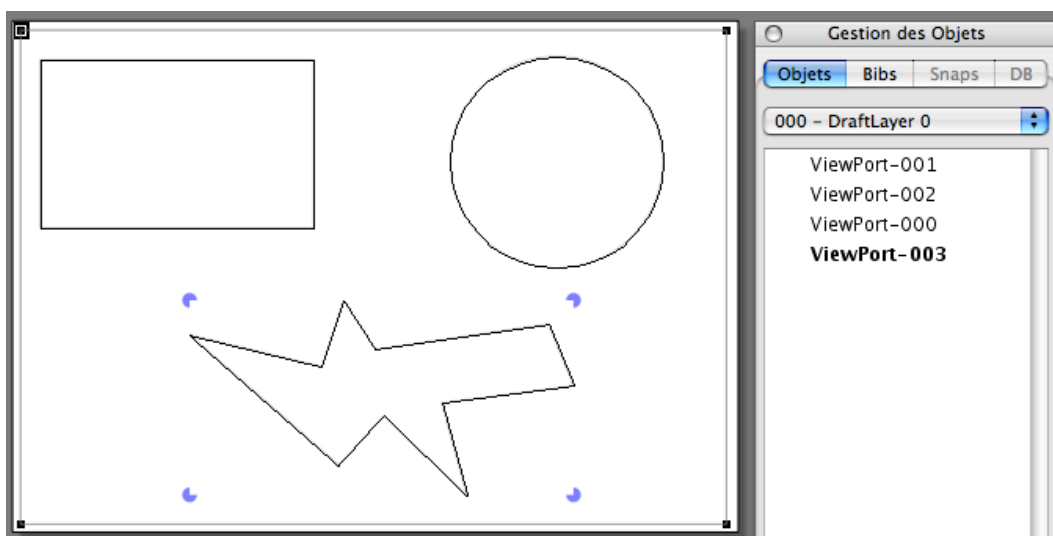 Gestion des Objets
Objets Bibs Snaps DB
000 - DraftLayer 0
ViewPort-001
ViewPort-002
ViewPort-000
ViewPort-003